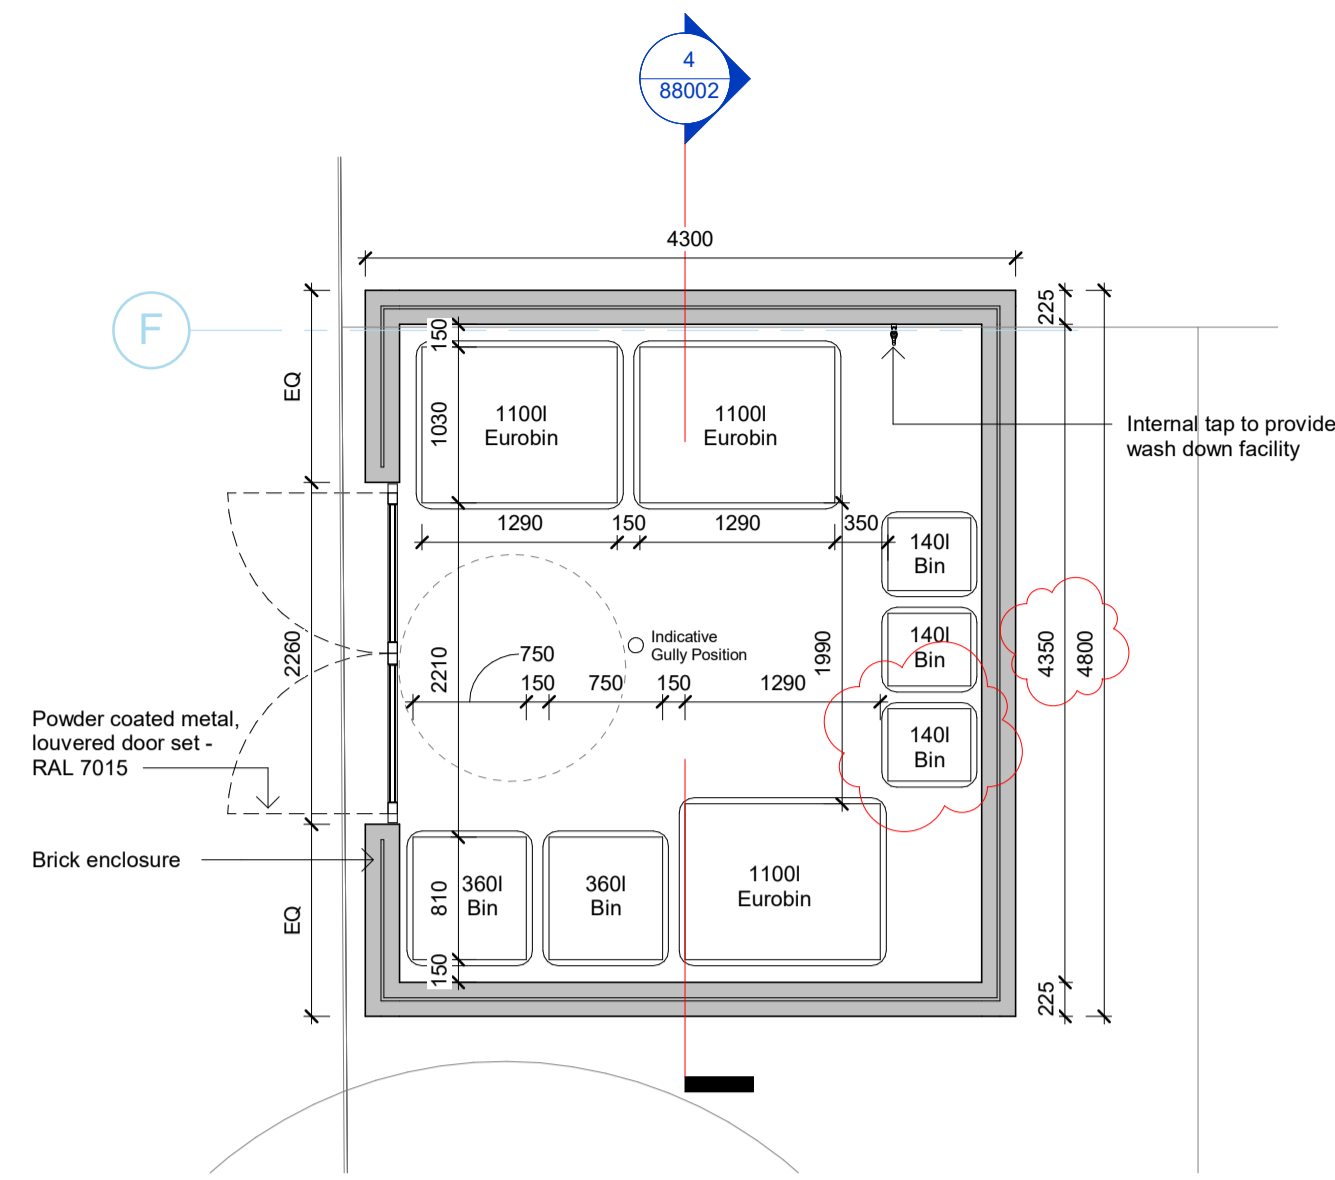 4
88002
4300
F
225
150
EQ
1030
1100l
Eurobin
1100l
Eurobin
Internal tap to provide
wash down facility
1290
150
1290
350
140l
Bin
2260
2210
750
Indicative
Gully Position
1990
140l
Bin
4350
4800
150
750
150
1290
140l
Bin
Powder coated metal,
louvered door set -
RAL 7015
Brick enclosure
EQ
810
360l
Bin
360l
Bin
1100l
Eurobin
150
225